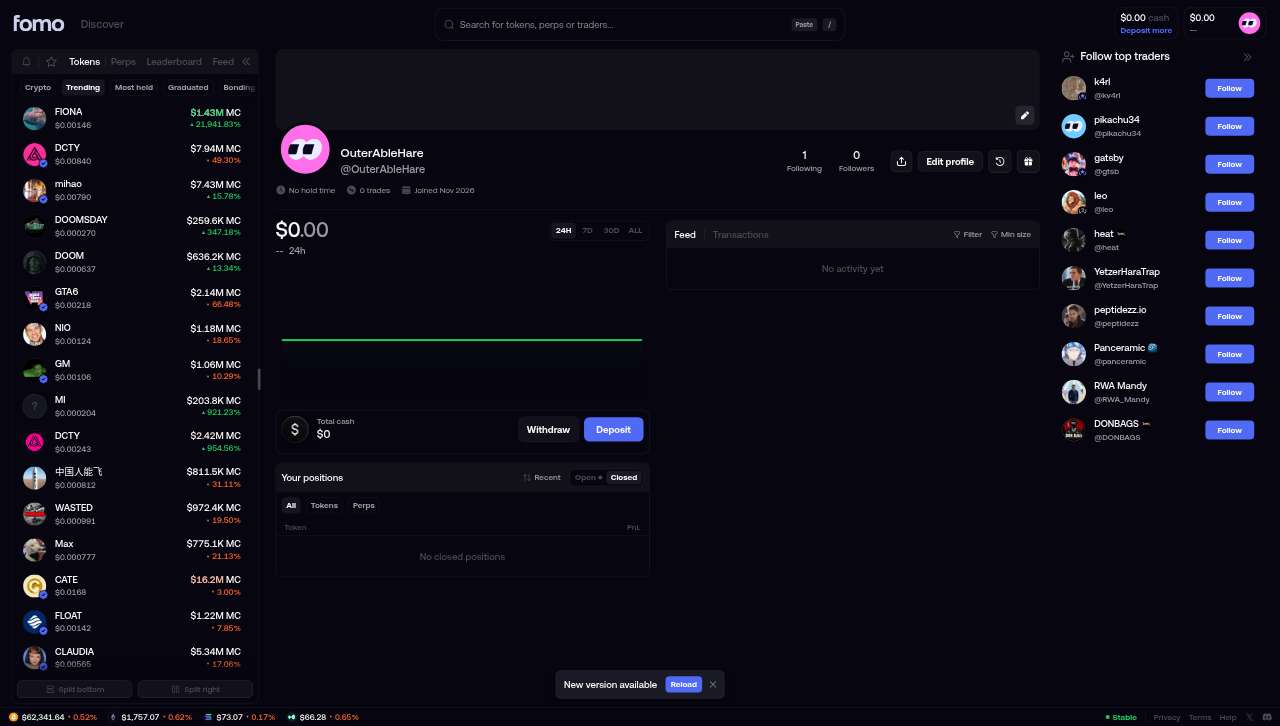 fomo
Discover
Search for tokens, perps or traders...
Paste
/
$0.00 cash
Deposit more
$0.00
—
Tokens
Perps
Leaderboard
Feed
Crypto
Trending
Most held
Graduated
Bonding
FIONA
$1.43M MC
$0.00146
21,941.83%
DCTY
$7.94M MC
$0.00840
49.30%
mihao
$7.43M MC
$0.00790
15.78%
DOOMSDAY
$259.6K MC
$0.000270
347.18%
DOOM
$636.2K MC
$0.000637
13.34%
GTA6
$2.14M MC
$0.00218
66.48%
NIO
$1.18M MC
$0.00124
18.65%
GM
$1.06M MC
$0.00106
10.29%
?
MI
$203.8K MC
$0.000204
921.23%
DCTY
$2.42M MC
$0.00243
954.56%
中国人能飞
$811.5K MC
$0.000812
31.11%
WASTED
$972.4K MC
$0.000991
19.50%
Max
$775.1K MC
$0.000777
21.13%
CATE
$16.2M MC
$0.0168
3.00%
FLOAT
$1.22M MC
$0.00142
7.85%
CLAUDIA
$5.34M MC
$0.00565
17.06%
Split bottom
Split right
OuterAbleHare
@OuterAbleHare
1
Following
0
Followers
Edit profile
No hold time
0 trades
Joined Nov 2026
$0.00
-- 24h
24H
7D
30D
ALL
$
Total cash
$0
Withdraw
Deposit
Your positions
Recent
Open
Closed
All
Tokens
Perps
Token
PnL
No closed positions
Feed
Transactions
Filter
Min size
No activity yet
Follow top traders
k4rl
@kv4rl
Follow
pikachu34
@pikachu34
Follow
gatsby
@gtsb
Follow
leo
@leo
Follow
heat
@heat
Follow
YetzerHaraTrap
@YetzerHaraTrap
Follow
peptidezz.io
@peptidezz
Follow
Panceramic
@panceramic
Follow
RWA Mandy
@RWA_Mandy
Follow
DONBAGS
@DONBAGS
Follow
New version available
Reload
$62,341.64
0.52%
$1,757.07
0.62%
$73.07
0.17%
$66.28
0.65%
Stable
Privacy
Terms
Help